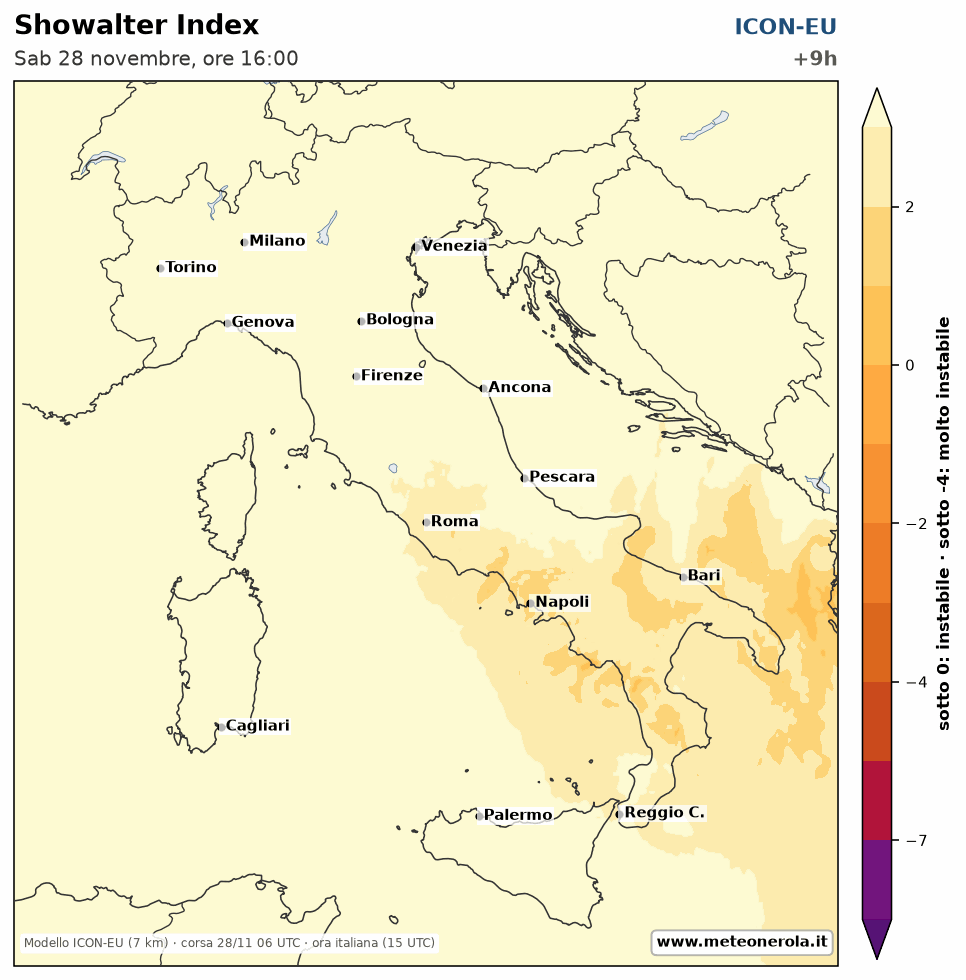 Showalter Index
ICON-EU
Sab 28 novembre, ore 16:00
+9h
Milano
Venezia
Torino
Genova
Bologna
Firenze
Ancona
Pescara
Roma
Bari
Napoli
Cagliari
Palermo
Reggio C.
2
0
−2
−4
−7
sotto 0: instabile · sotto -4: molto instabile
Modello ICON-EU (7 km) · corsa 28/11 06 UTC · ora italiana (15 UTC)
www.meteonerola.it